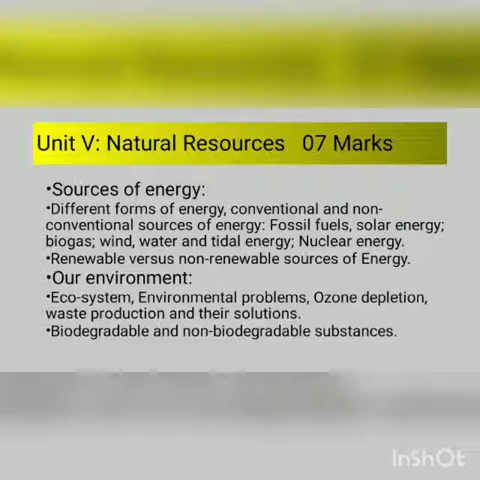 Unit V: Natural Resources 07 Marks
•Sources of energy:
•Different forms of energy, conventional and non-
conventional sources of energy: Fossil fuels, solar energy;
biogas; wind, water and tidal energy; Nuclear energy.
•Renewable versus non-renewable sources of Energy.
•Our environment:
•Eco-system, Environmental problems, Ozone depletion,
waste production and their solutions.
•Biodegradable and non-biodegradable substances.
InShOt